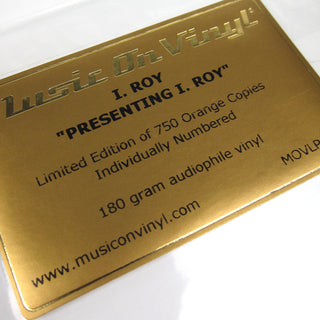 Music On Vinyl
I. ROY
"PRESENTING I. ROY"
Limited Edition of 750 Orange Copies
Individually Numbered
180 gram audiophile vinyl
www.musiconvinyl.com
MOVLP